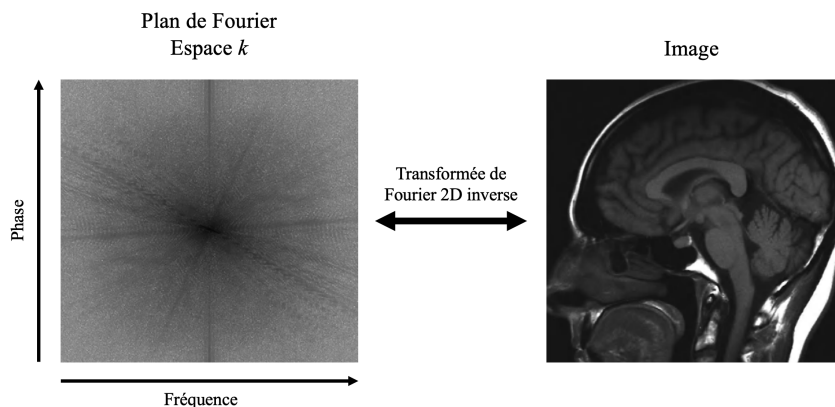 Plan de Fourier
Espace k
Image
Phase
Transformée de
Fourier 2D inverse
Fréquence